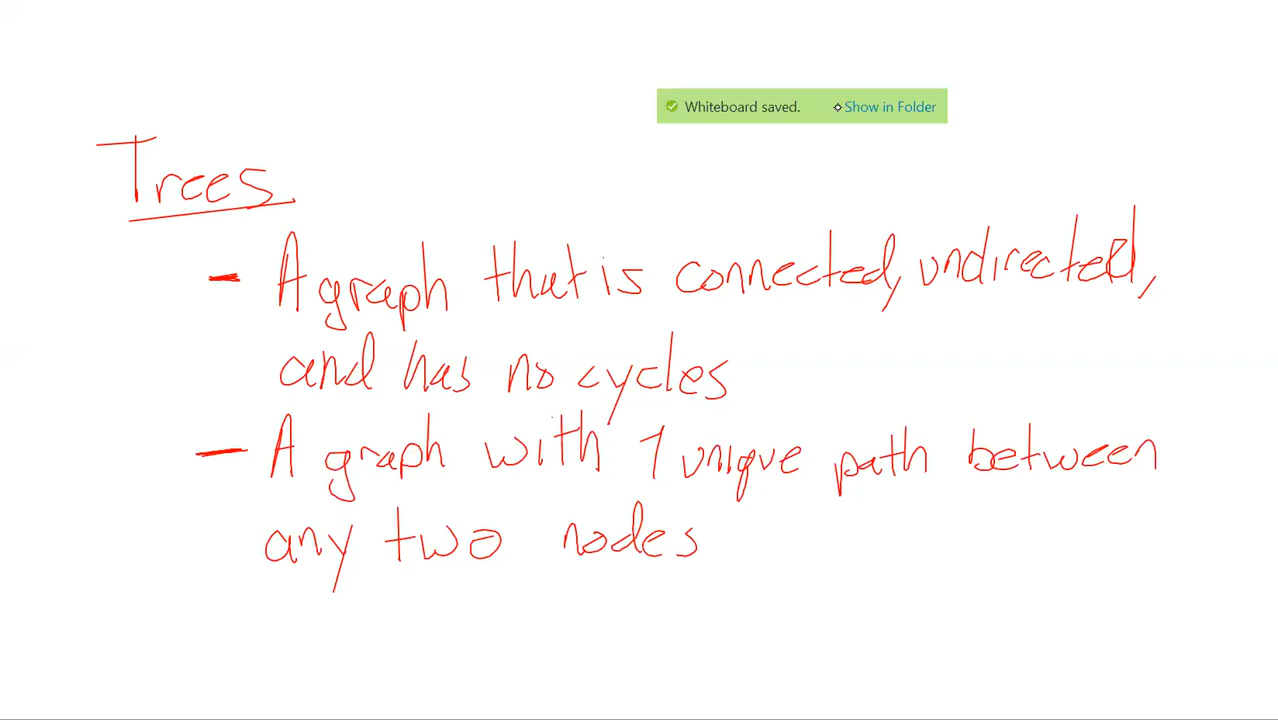 Whiteboard saved. Show in Folder
Trees
- A graph that is connected, undirected,
and has no cycles
- A graph with 1 unique path between
any two nodes